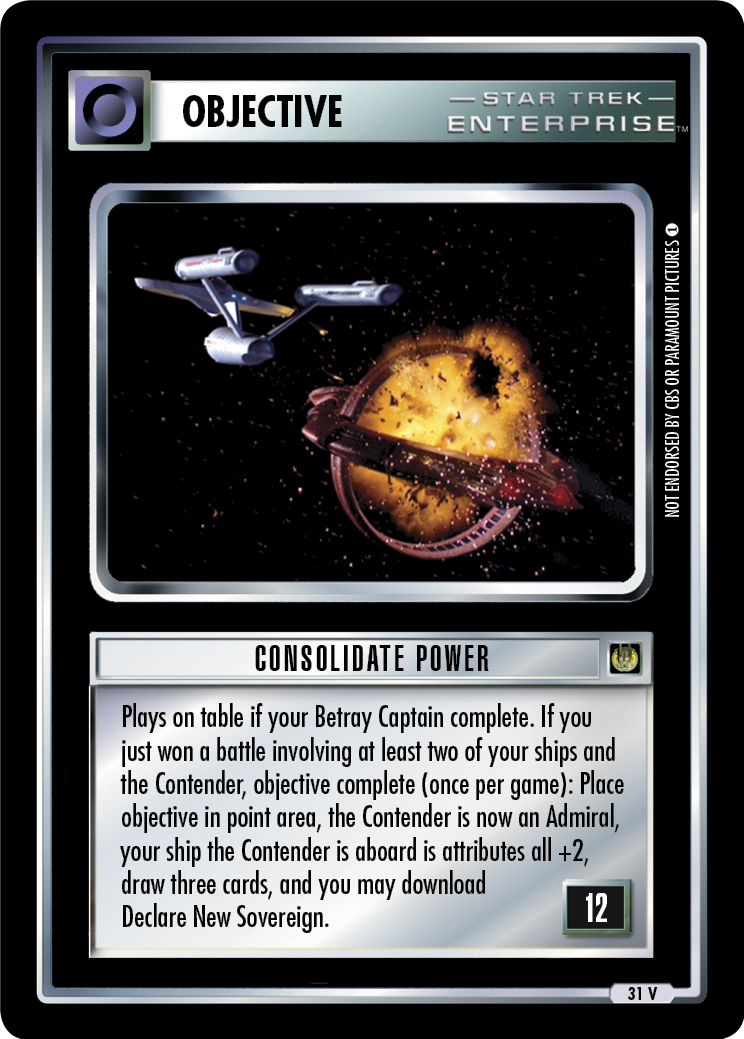 OBJECTIVE
— STAR TREK —
ENTERPRISE™
NOT ENDORSED BY CBS OR PARAMOUNT PICTURES 1
CONSOLIDATE POWER
Plays on table if your Betray Captain complete. If you
just won a battle involving at least two of your ships and
the Contender, objective complete (once per game): Place
objective in point area, the Contender is now an Admiral,
your ship the Contender is aboard is attributes all +2,
draw three cards, and you may download
Declare New Sovereign.
12
31 V